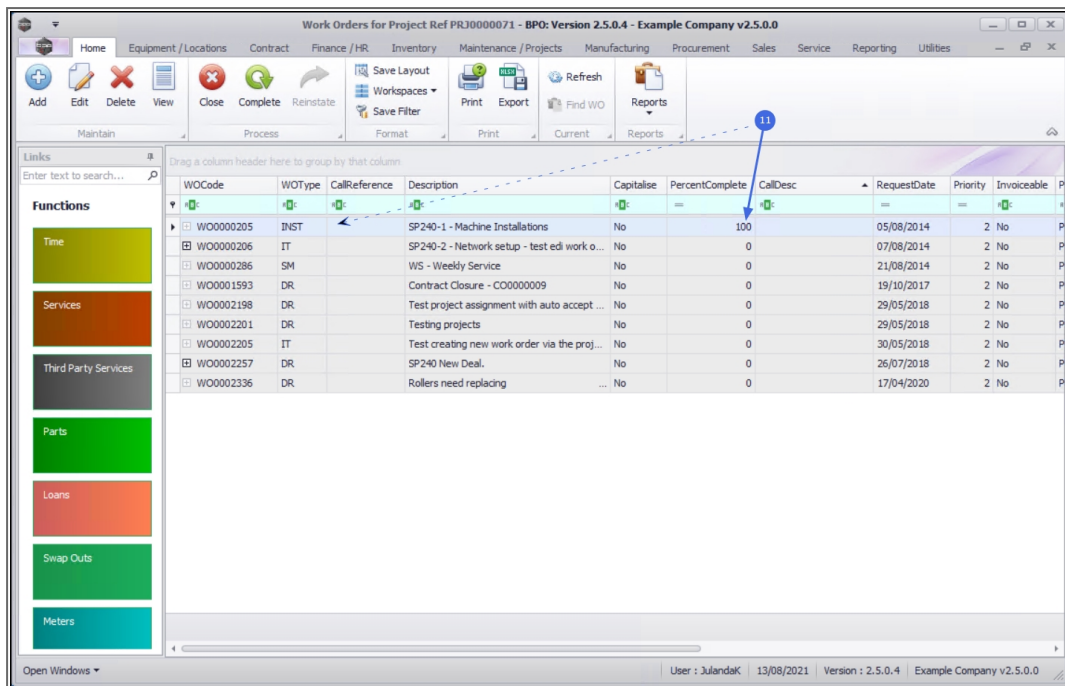 Work Orders for Project Ref PRJ0000071 - BPO: Version 2.5.0.4 - Example Company v2.5.0.0
Home Equipment / Locations Contract Finance / HR Inventory Maintenance / Projects Manufacturing Procurement Sales Service Reporting Utilities
Add Edit Delete View Close Complete Reinstate Save Layout Workspaces Save Filter Print Export Refresh Find WO Reports
Maintain Process Format Print Current Reports
11
Links
Enter text to search...
Functions
Time
Services
Third Party Services
Parts
Loans
Swap Outs
Meters
Drag a column header here to group by that column
WOCode WOType CallReference Description Capitalise PercentComplete CallDesc RequestDate Priority Invoiceable P
WO0000205 INST SP240-1 - Machine Installations No 100 05/08/2014 2 No P
WO0000206 IT SP240-2 - Network setup - test edi work o... No 0 07/08/2014 2 No P
WO0000286 SM WS - Weekly Service No 0 21/08/2014 2 No P
WO0001593 DR Contract Closure - CO0000009 No 0 19/10/2017 2 No P
WO0002198 DR Test project assignment with auto accept ... No 0 29/05/2018 2 No P
WO0002201 DR Testing projects No 0 29/05/2018 2 No P
WO0002205 IT Test creating new work order via the proj... No 0 30/05/2018 2 No P
WO0002257 DR SP240 New Deal. No 0 26/07/2018 2 No P
WO0002336 DR Rollers need replacing ... No 0 17/04/2020 2 No P
Open Windows User : JulandaK 13/08/2021 Version : 2.5.0.4 Example Company v2.5.0.0